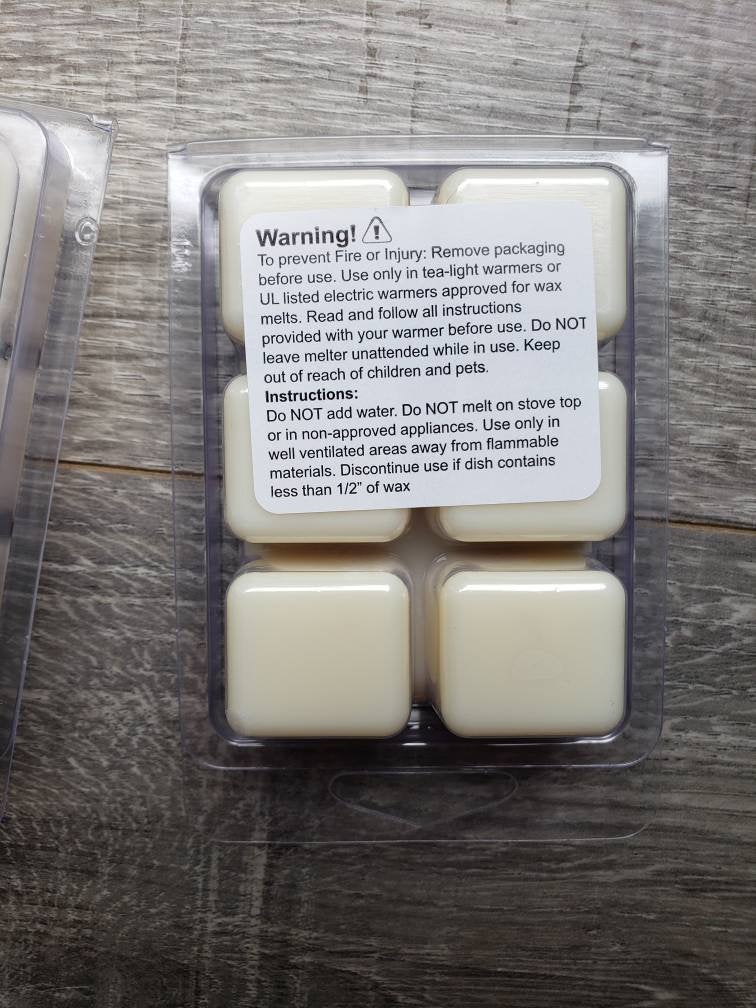 Warning!
To prevent Fire or Injury: Remove packaging
before use. Use only in tea-light warmers or
UL listed electric warmers approved for wax
melts. Read and follow all instructions
provided with your warmer before use. Do NOT
leave melter unattended while in use. Keep
out of reach of children and pets.
Instructions:
Do NOT add water. Do NOT melt on stove top
or in non-approved appliances. Use only in
well ventilated areas away from flammable
materials. Discontinue use if dish contains
less than 1/2" of wax